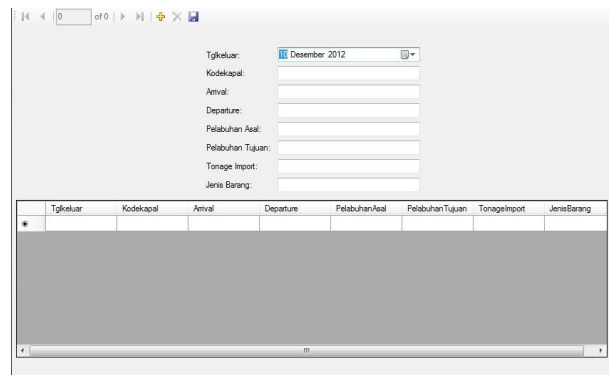 0 of 0
Tglkeluar: 10 Desember 2012
Kodekapal:
Arrival:
Departure:
Pelabuhan Asal:
Pelabuhan Tujuan:
Tonage Import:
Jenis Barang:
Tglkeluar Kodekapal Arrival Departure PelabuhanAsal PelabuhanTujuan TonageImport JenisBarang